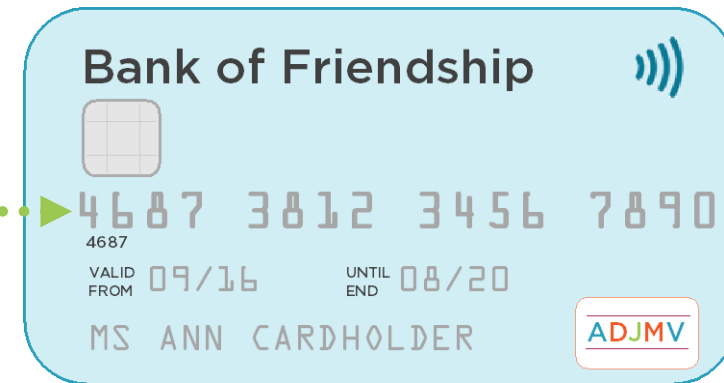 Bank of Friendship
4687 3812 3456 7890
4687
VALID FROM 09/16 UNTIL END 08/20
MS ANN CARDHOLDER
ADJMV